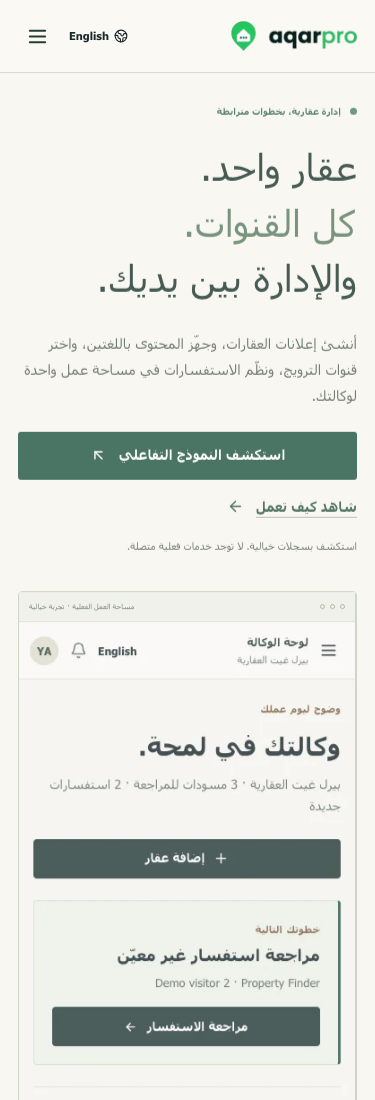 aqarpro
English
إدارة عقارية، بخطوات مترابطة
عقار واحد.
كل القنوات.
والإدارة بين يديك.
أنشئ إعلانات العقارات، وجهّز المحتوى باللغتين، واختر
قنوات الترويج، ونظّم الاستفسارات في مساحة عمل واحدة
لوكالتك.
استكشف النموذج التفاعلي
شاهد كيف تعمل
استكشف بسجلات خيالية. لا توجد خدمات فعلية متصلة.
مساحة العمل الفعلية · تجربة خيالية
لوحة الوكالة
بيرل غيت العقارية
English
YA
وضوح ليوم عملك
وكالتك في لمحة.
بيرل غيت العقارية · 3 مسودات للمراجعة · 2 استفسارات
جديدة
إضافة عقار
خطوتك التالية
مراجعة استفسار غير معيّن
Demo visitor 2 · Property Finder
مراجعة الاستفسار